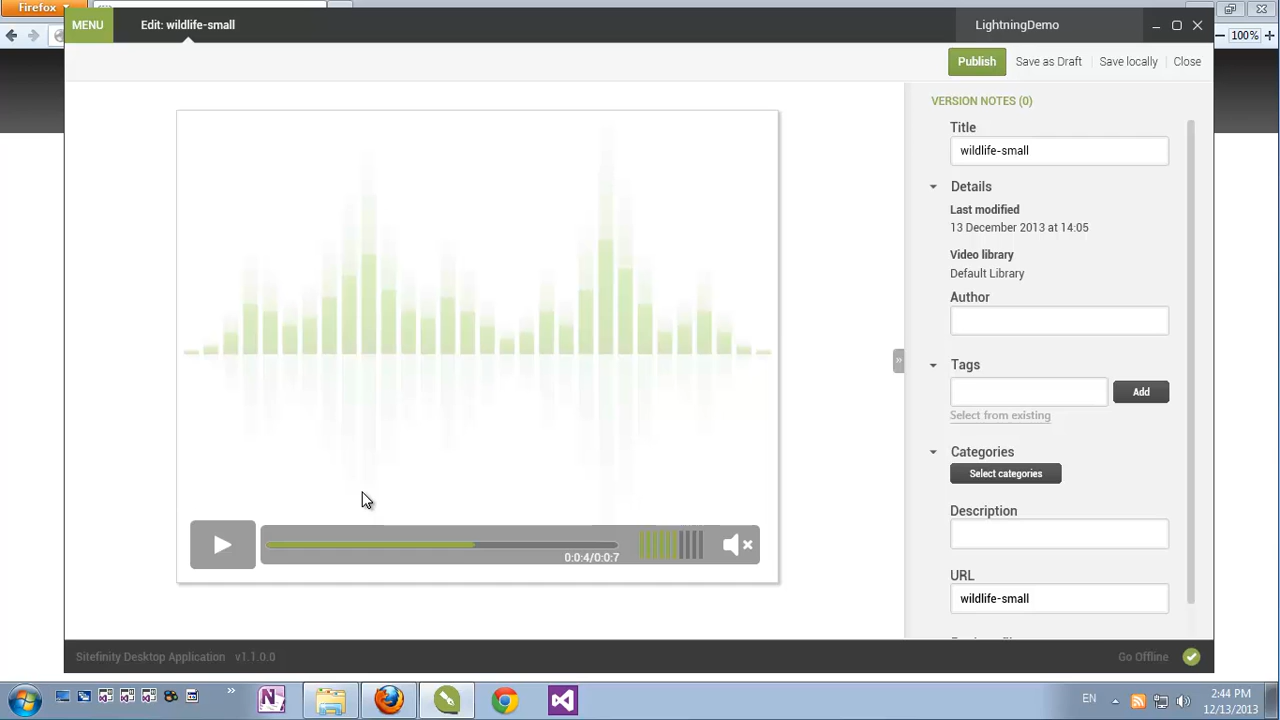 Firefox
100%
MENU
Edit: wildlife-small
LightningDemo
Publish
Save as Draft
Save locally
Close
VERSION NOTES (0)
Title
wildlife-small
Details
Last modified
13 December 2013 at 14:05
Video library
Default Library
Author
Tags
Add
Select from existing
Categories
Select categories
Description
URL
wildlife-small
0:0:4/0:0:7
Sitefinity Desktop Application v1.1.0.0
Go Offline
EN
2:44 PM
12/13/2013